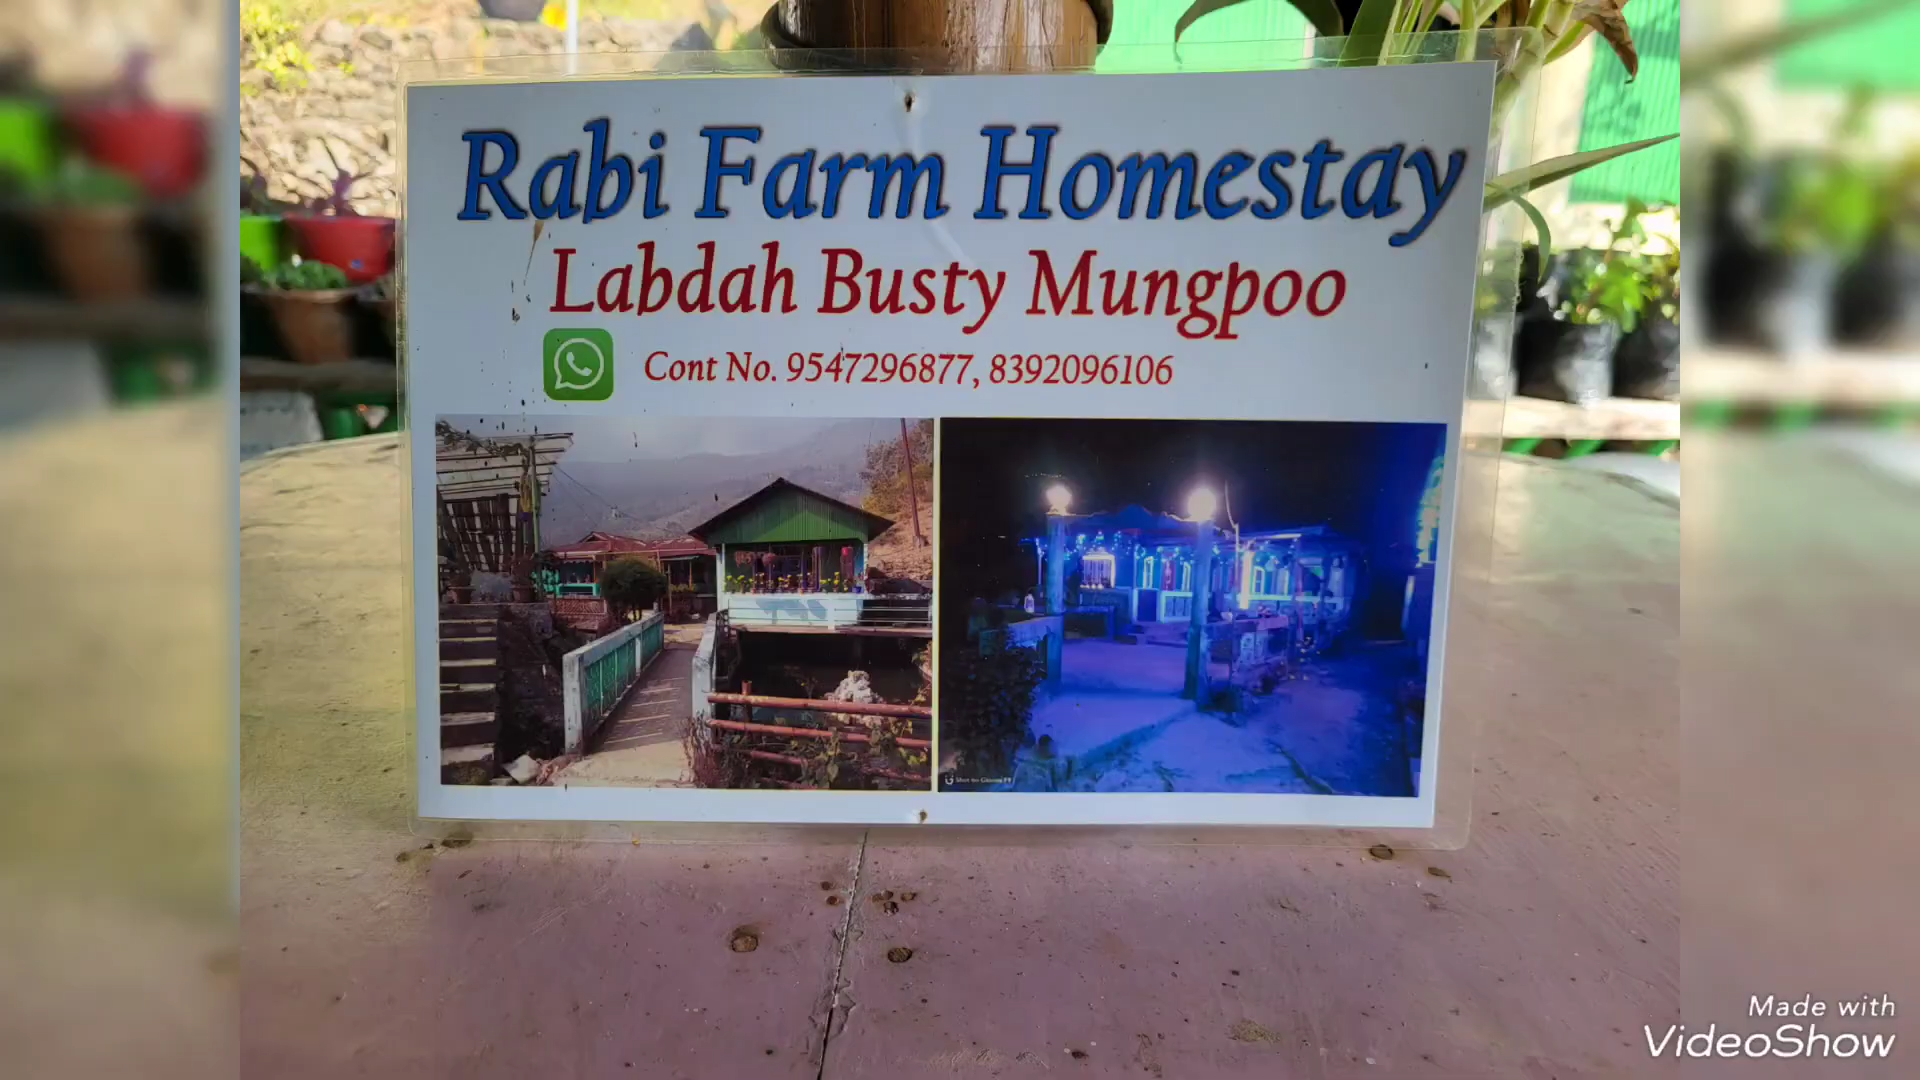 Rabi Farm Homestay
Labdah Busty Mungpoo
Cont No. 9547296877, 8392096106
Made with
VideoShow